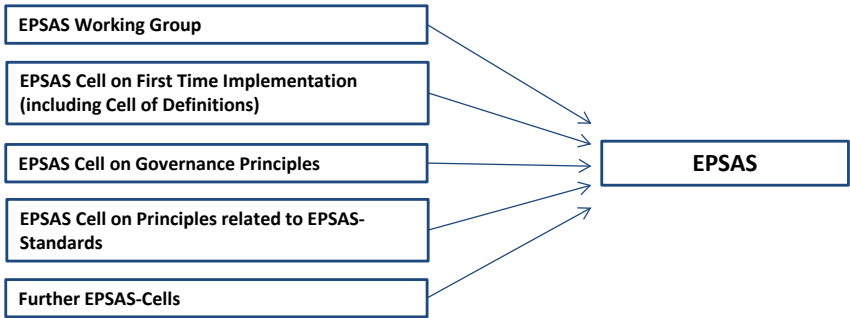 EPSAS Working Group
EPSAS Cell on First Time Implementation
(including Cell of Definitions)
EPSAS Cell on Governance Principles
EPSAS
EPSAS Cell on Principles related to EPSAS-
Standards
Further EPSAS-Cells